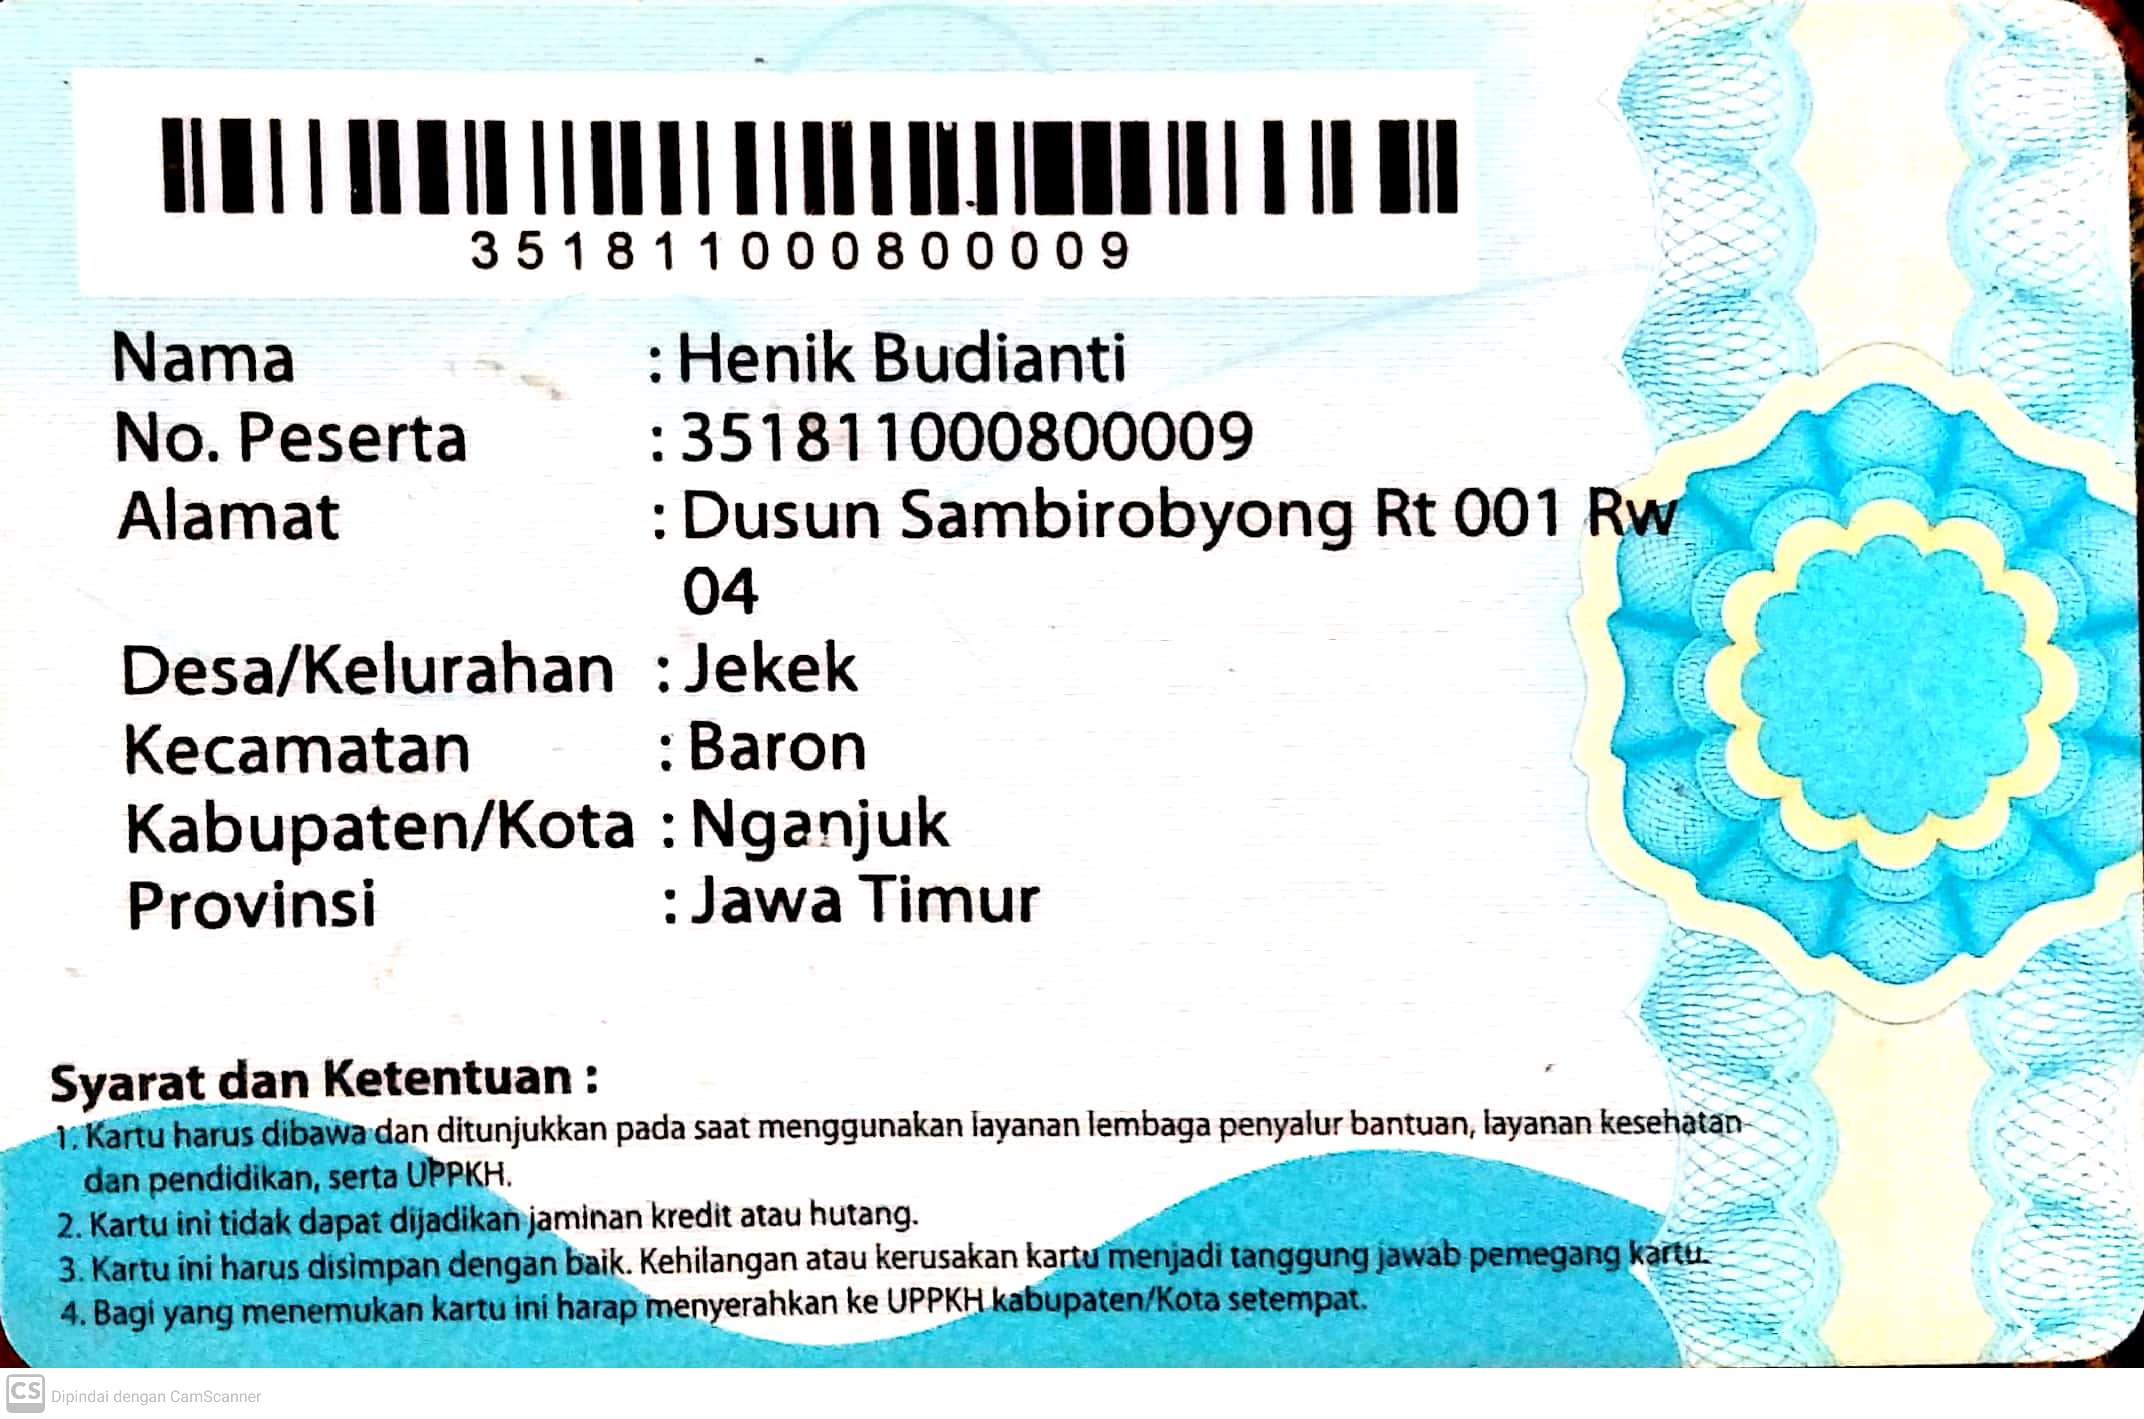 351811000800009
Nama : Henik Budianti
No. Peserta : 351811000800009
Alamat : Dusun Sambirobyong Rt 001 Rw
04
Desa/Kelurahan : Jekek
Kecamatan : Baron
Kabupaten/Kota : Nganjuk
Provinsi : Jawa Timur
Syarat dan Ketentuan :
1. Kartu harus dibawa dan ditunjukkan pada saat menggunakan layanan lembaga penyalur bantuan, layanan kesehatan
dan pendidikan, serta UPPKH.
2. Kartu ini tidak dapat dijadikan jaminan kredit atau hutang.
3. Kartu ini harus disimpan dengan baik. Kehilangan atau kerusakan kartu menjadi tanggung jawab pemegang kartu.
4. Bagi yang menemukan kartu ini harap menyerahkan ke UPPKH kabupaten/Kota setempat.
CS Dipindai dengan CamScanner